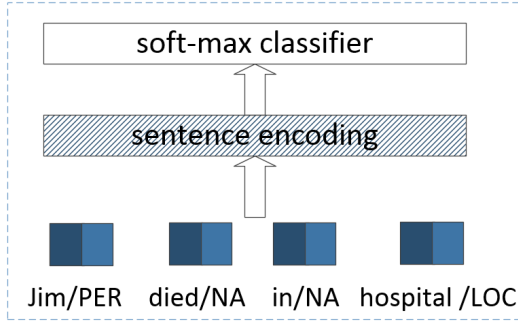 soft-max classifier
sentence encoding
Jim/PER died/NA in/NA hospital /LOC